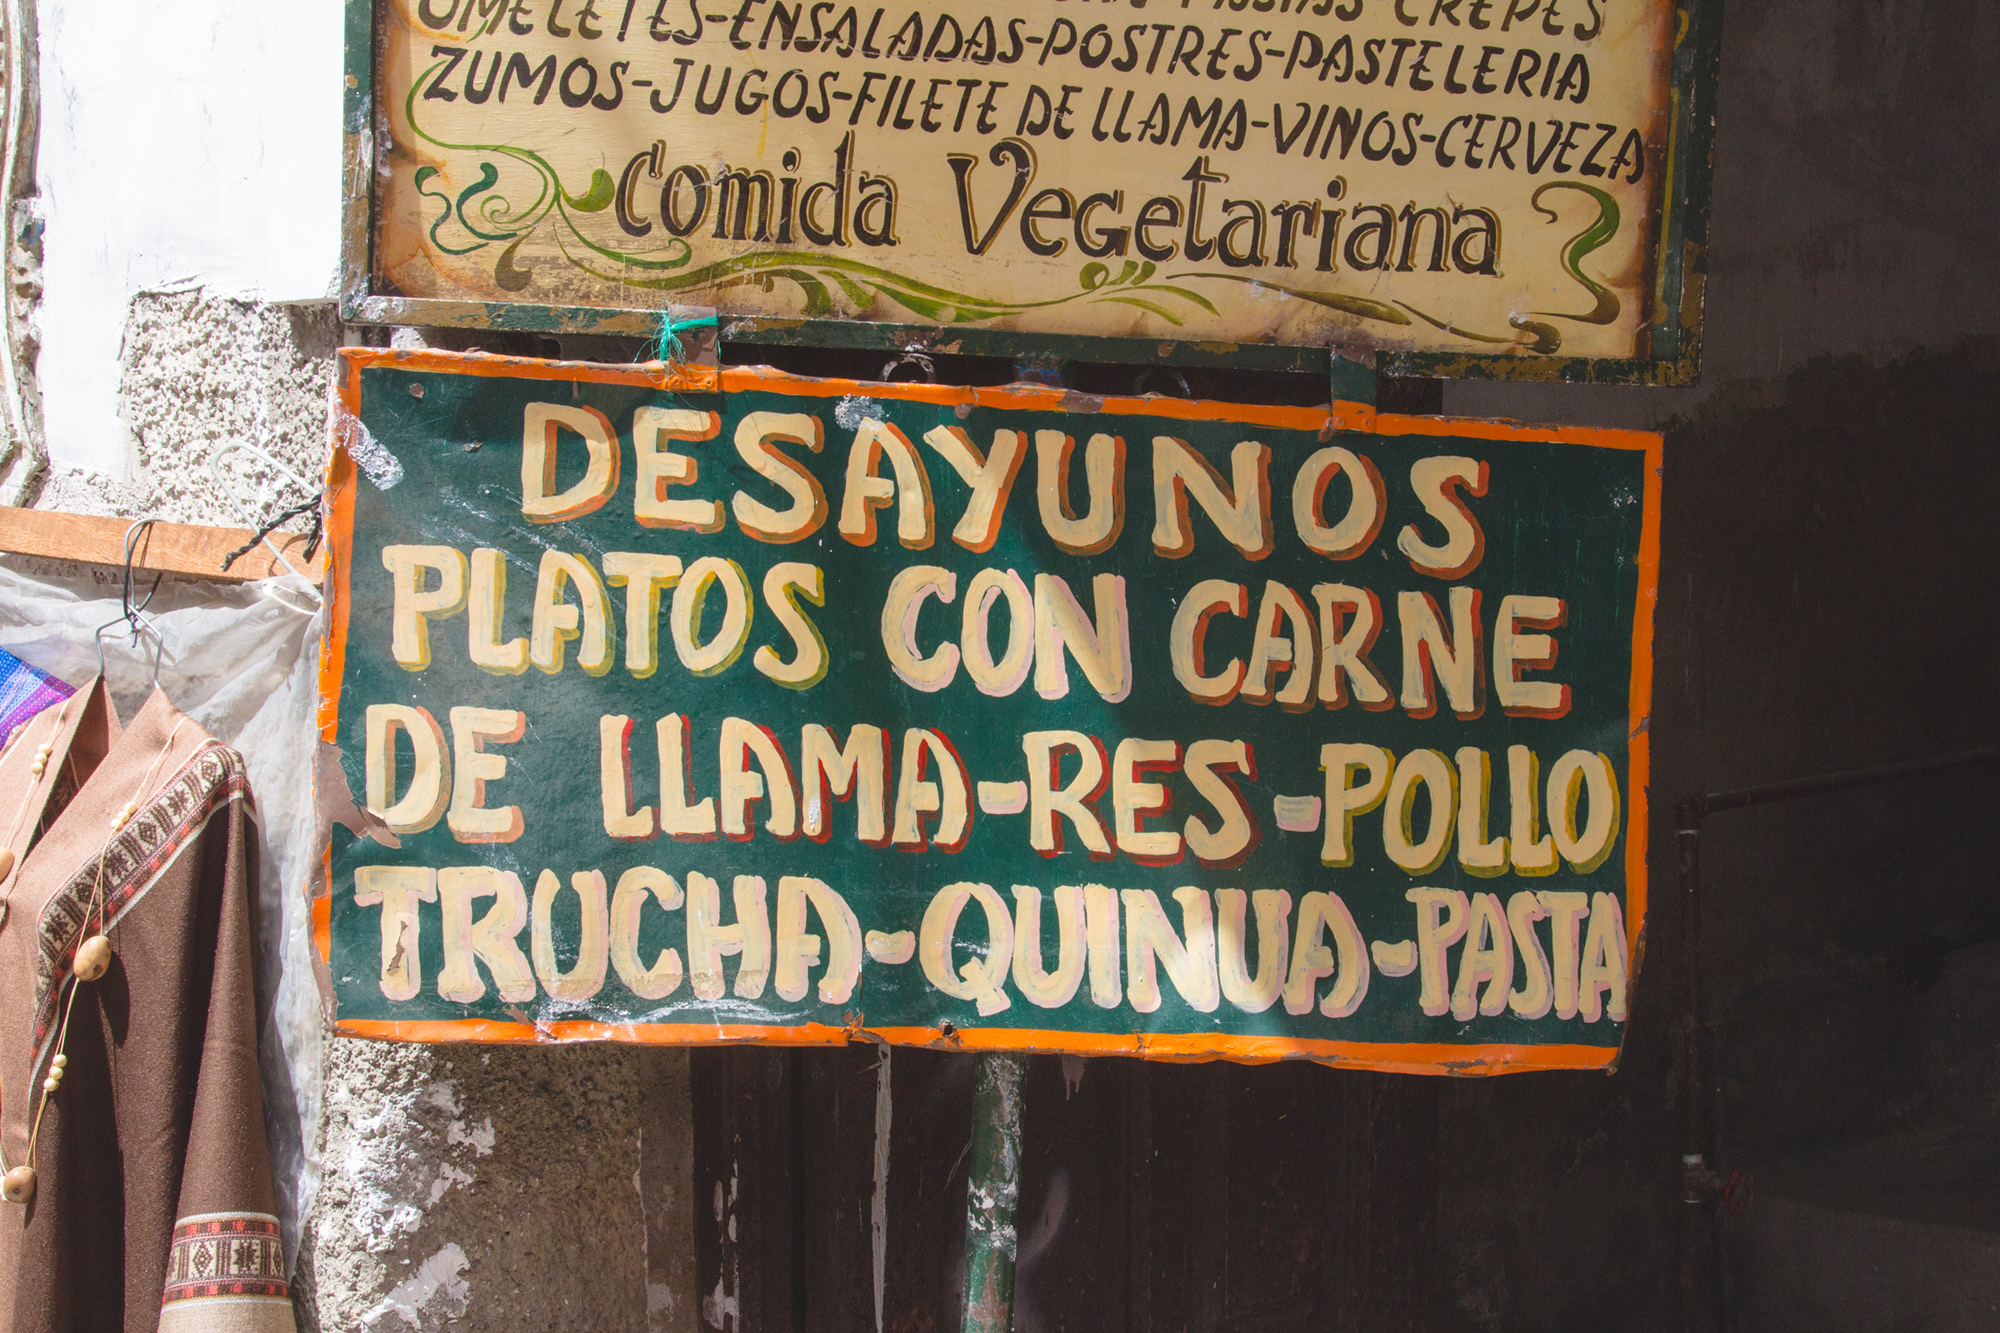 CREPES
OMELETES-ENSALADAS-POSTRES-PASTELERIA
ZUMOS-JUGOS-FILETE DE LLAMA-VINOS-CERVEZA
Comida Vegetariana
DESAYUNOS
PLATOS CON CARNE
DE LLAMA-RES-POLLO
TRUCHA-QUINUA-PASTA